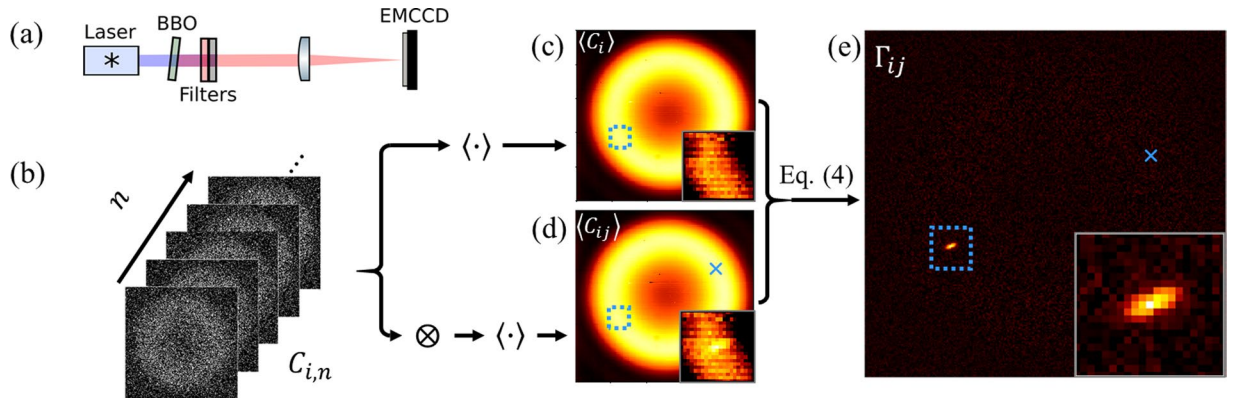 (a)
Laser
*
BBO
Filters
EMCCD
(b)
n
...
C_{i,n}
⟨·⟩
⊗
⟨·⟩
(c)
⟨C_i⟩
(d)
⟨C_{ij}⟩
×
Eq. (4)
(e)
Γ_{ij}
×